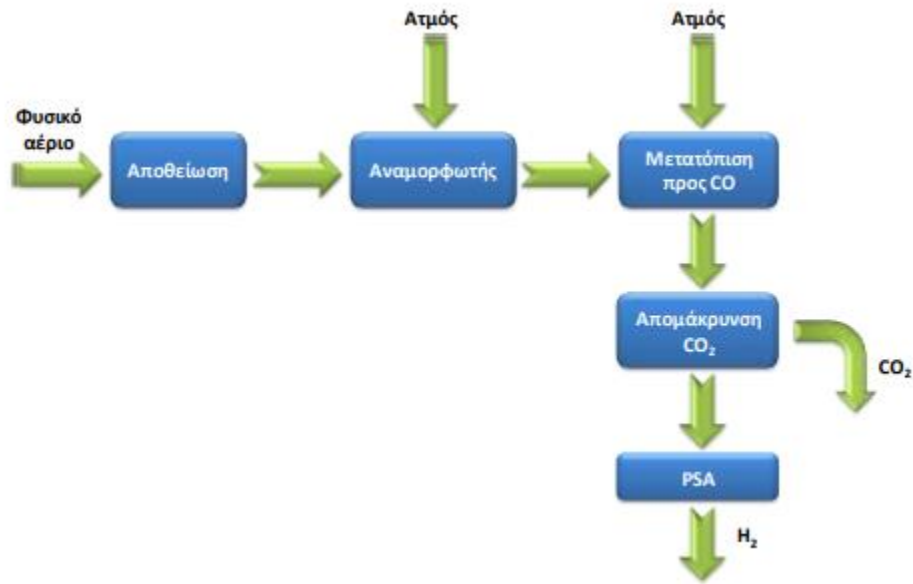 Ατμός
Ατμός
Φυσικό
αέριο
Αποθείωση
Αναμορφωτής
Μετατόπιση
προς CO
Απομάκρυνση
CO₂
CO₂
PSA
H₂